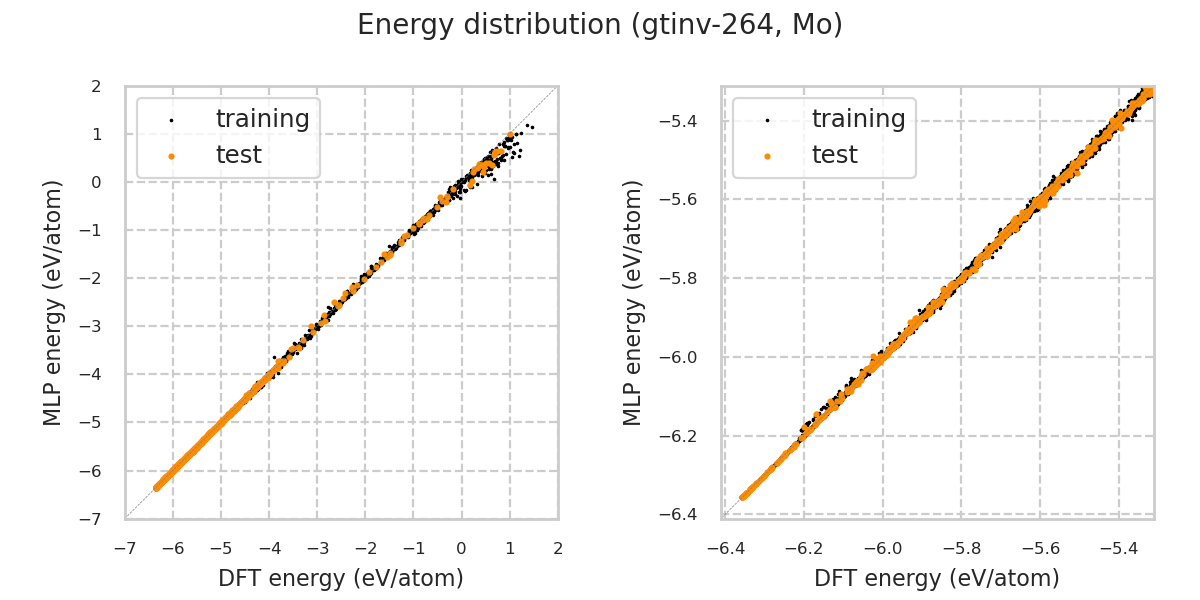 Energy distribution (gtinv-264, Mo)
training
test
2
1
0
−1
−2
−3
−4
−5
−6
−7
−7 −6 −5 −4 −3 −2 −1 0 1 2
MLP energy (eV/atom)
DFT energy (eV/atom)
training
test
−5.4
−5.6
−5.8
−6.0
−6.2
−6.4
−6.4 −6.2 −6.0 −5.8 −5.6 −5.4
MLP energy (eV/atom)
DFT energy (eV/atom)